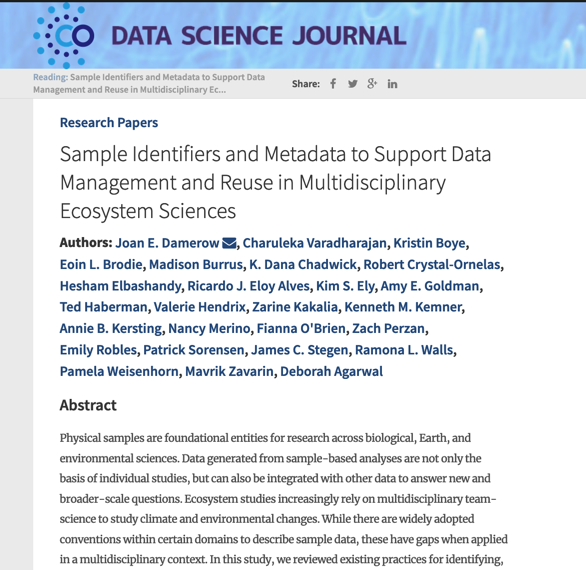 DATA SCIENCE JOURNAL
Reading: Sample Identifiers and Metadata to Support Data
Management and Reuse in Multidisciplinary Ec...
Share:
Research Papers
Sample Identifiers and Metadata to Support Data
Management and Reuse in Multidisciplinary
Ecosystem Sciences
Authors: Joan E. Damerow, Charuleka Varadharajan, Kristin Boye,
Eoin L. Brodie, Madison Burrus, K. Dana Chadwick, Robert Crystal-Ornelas,
Hesham Elbashandy, Ricardo J. Eloy Alves, Kim S. Ely, Amy E. Goldman,
Ted Haberman, Valerie Hendrix, Zarine Kakalia, Kenneth M. Kemner,
Annie B. Kersting, Nancy Merino, Fianna O'Brien, Zach Perzan,
Emily Robles, Patrick Sorensen, James C. Stegen, Ramona L. Walls,
Pamela Weisenhorn, Mavrik Zavarin, Deborah Agarwal
Abstract
Physical samples are foundational entities for research across biological, Earth, and
environmental sciences. Data generated from sample-based analyses are not only the
basis of individual studies, but can also be integrated with other data to answer new and
broader-scale questions. Ecosystem studies increasingly rely on multidisciplinary team-
science to study climate and environmental changes. While there are widely adopted
conventions within certain domains to describe sample data, these have gaps when applied
in a multidisciplinary context. In this study, we reviewed existing practices for identifying,